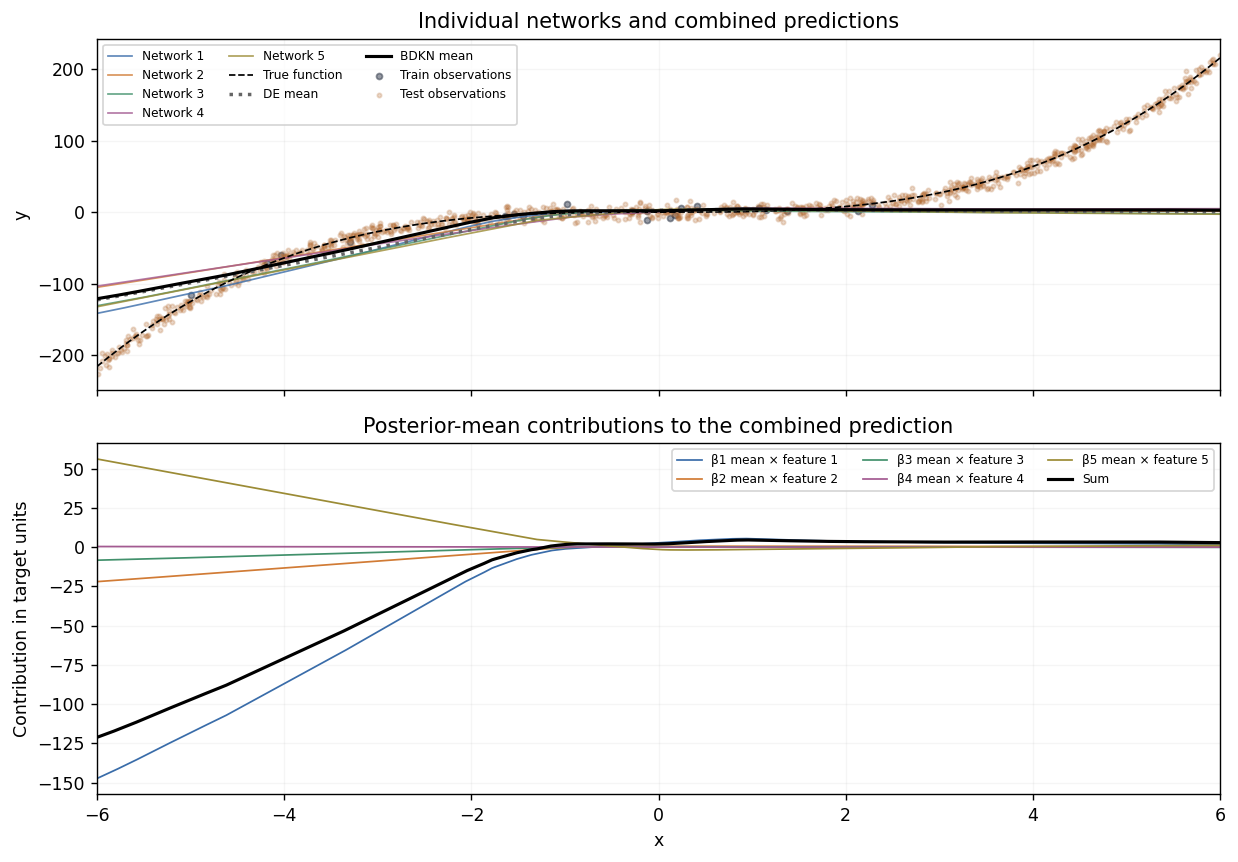 Individual networks and combined predictions
Network 1
Network 2
Network 3
Network 4
Network 5
True function
DE mean
BDKN mean
Train observations
Test observations
y
200
100
0
−100
−200
Posterior-mean contributions to the combined prediction
β1 mean × feature 1
β2 mean × feature 2
β3 mean × feature 3
β4 mean × feature 4
β5 mean × feature 5
Sum
Contribution in target units
50
25
0
−25
−50
−75
−100
−125
−150
−6
−4
−2
0
2
4
6
x